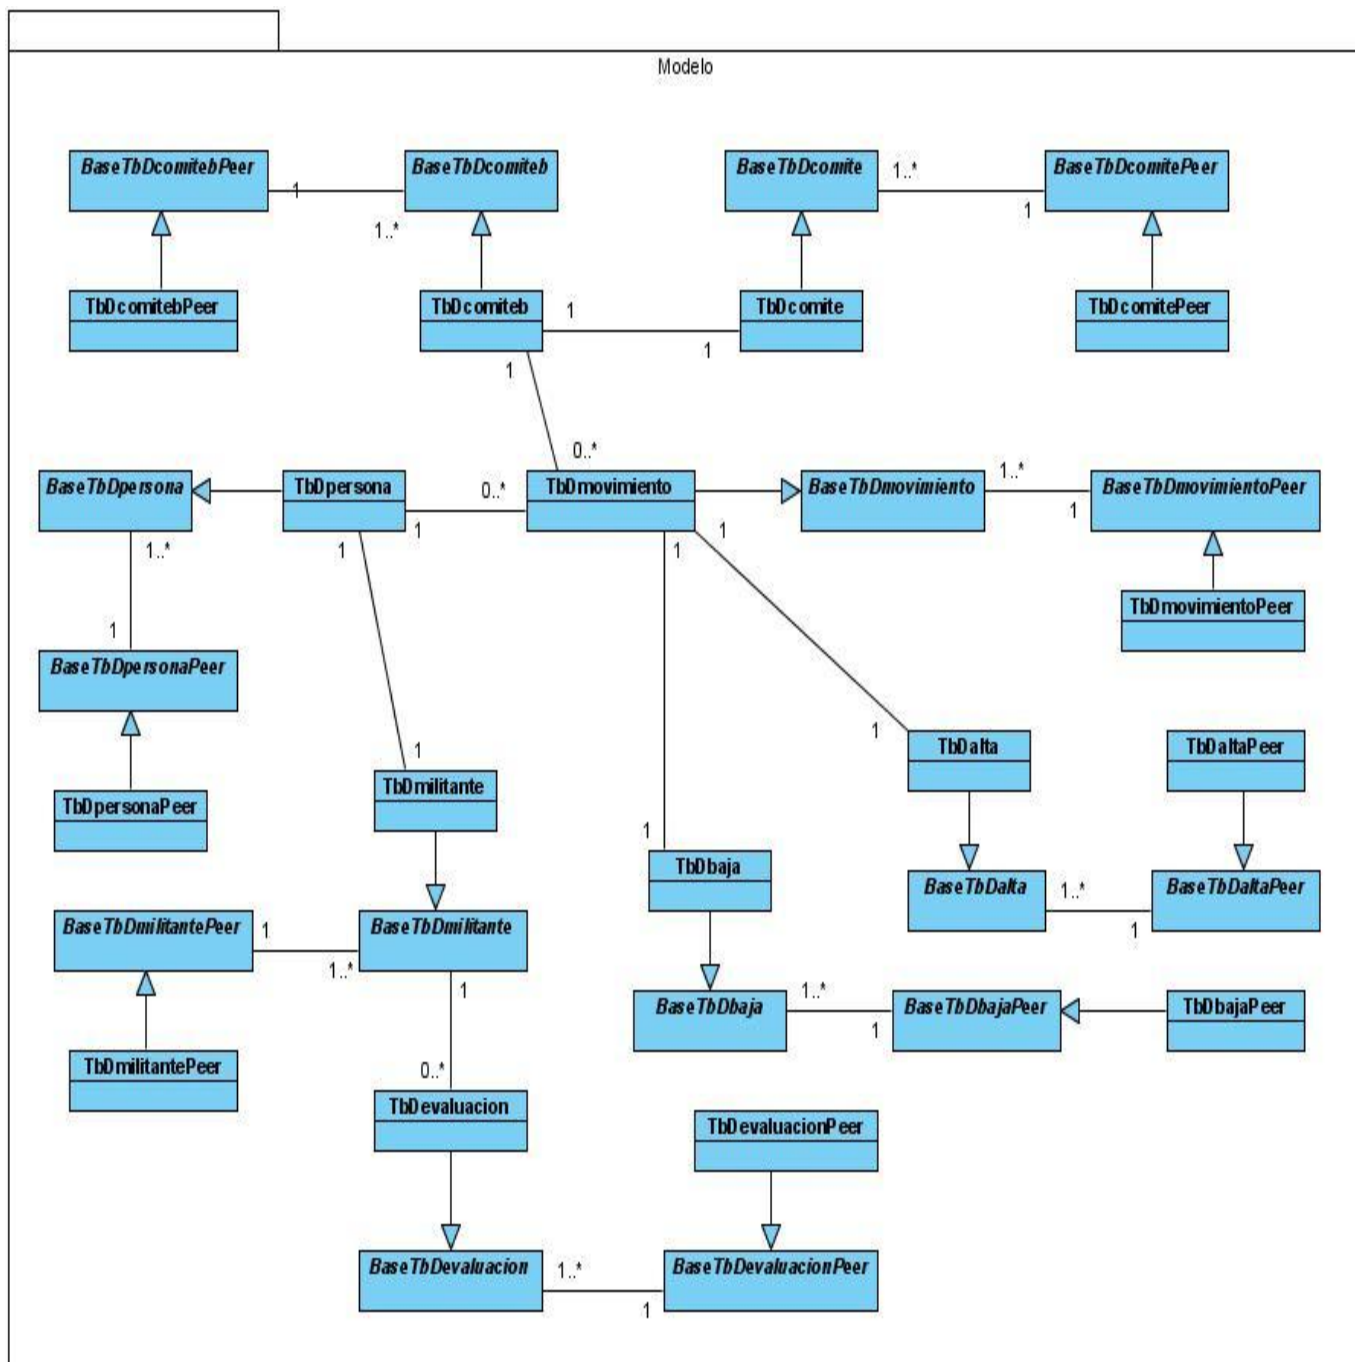 Modelo
BaseTbDcomitebPeer
BaseTbDcomiteb
BaseTbDcomite
BaseTbDcomitePeer
1
1..*
1..*
1
TbDcomitebPeer
TbDcomiteb
TbDcomite
TbDcomitePeer
1
1
1
0..*
BaseTbDpersona
TbDpersona
TbDmovimiento
BaseTbDmovimiento
BaseTbDmovimientoPeer
0..*
1
1..*
1
1..*
1
1
1
TbDmovimientoPeer
1
BaseTbDpersonaPeer
1
1
TbDalta
TbDaltaPeer
TbDmilitante
TbDpersonaPeer
1
TbDbaja
BaseTbDalta
BaseTbDaltaPeer
1..*
1
BaseTbDmilitantePeer
BaseTbDmilitante
1
1..*
1
BaseTbDbaja
BaseTbDbajaPeer
TbDbajaPeer
1..*
1
TbDmilitantePeer
0..*
TbDevaluacion
TbDevaluacionPeer
BaseTbDevaluacion
BaseTbDevaluacionPeer
1..*
1